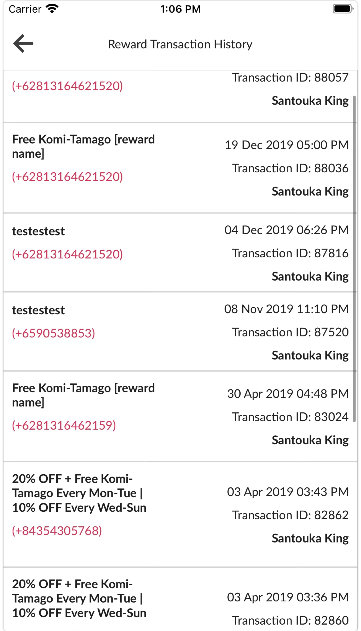 Carrier 1:06 PM
Reward Transaction History
(+62813164621520)
Transaction ID: 88057
Santouka King
Free Komi-Tamago [reward
name]
(+62813164621520)
19 Dec 2019 05:00 PM
Transaction ID: 88036
Santouka King
testestest
(+62813164621520)
04 Dec 2019 06:26 PM
Transaction ID: 87816
Santouka King
testestest
(+6590538853)
08 Nov 2019 11:10 PM
Transaction ID: 87520
Santouka King
Free Komi-Tamago [reward
name]
(+6281316462159)
30 Apr 2019 04:48 PM
Transaction ID: 83024
Santouka King
20% OFF + Free Komi-
Tamago Every Mon-Tue |
10% OFF Every Wed-Sun
(+84354305768)
03 Apr 2019 03:43 PM
Transaction ID: 82862
Santouka King
20% OFF + Free Komi-
Tamago Every Mon-Tue |
10% OFF Every Wed-Sun
03 Apr 2019 03:36 PM
Transaction ID: 82860